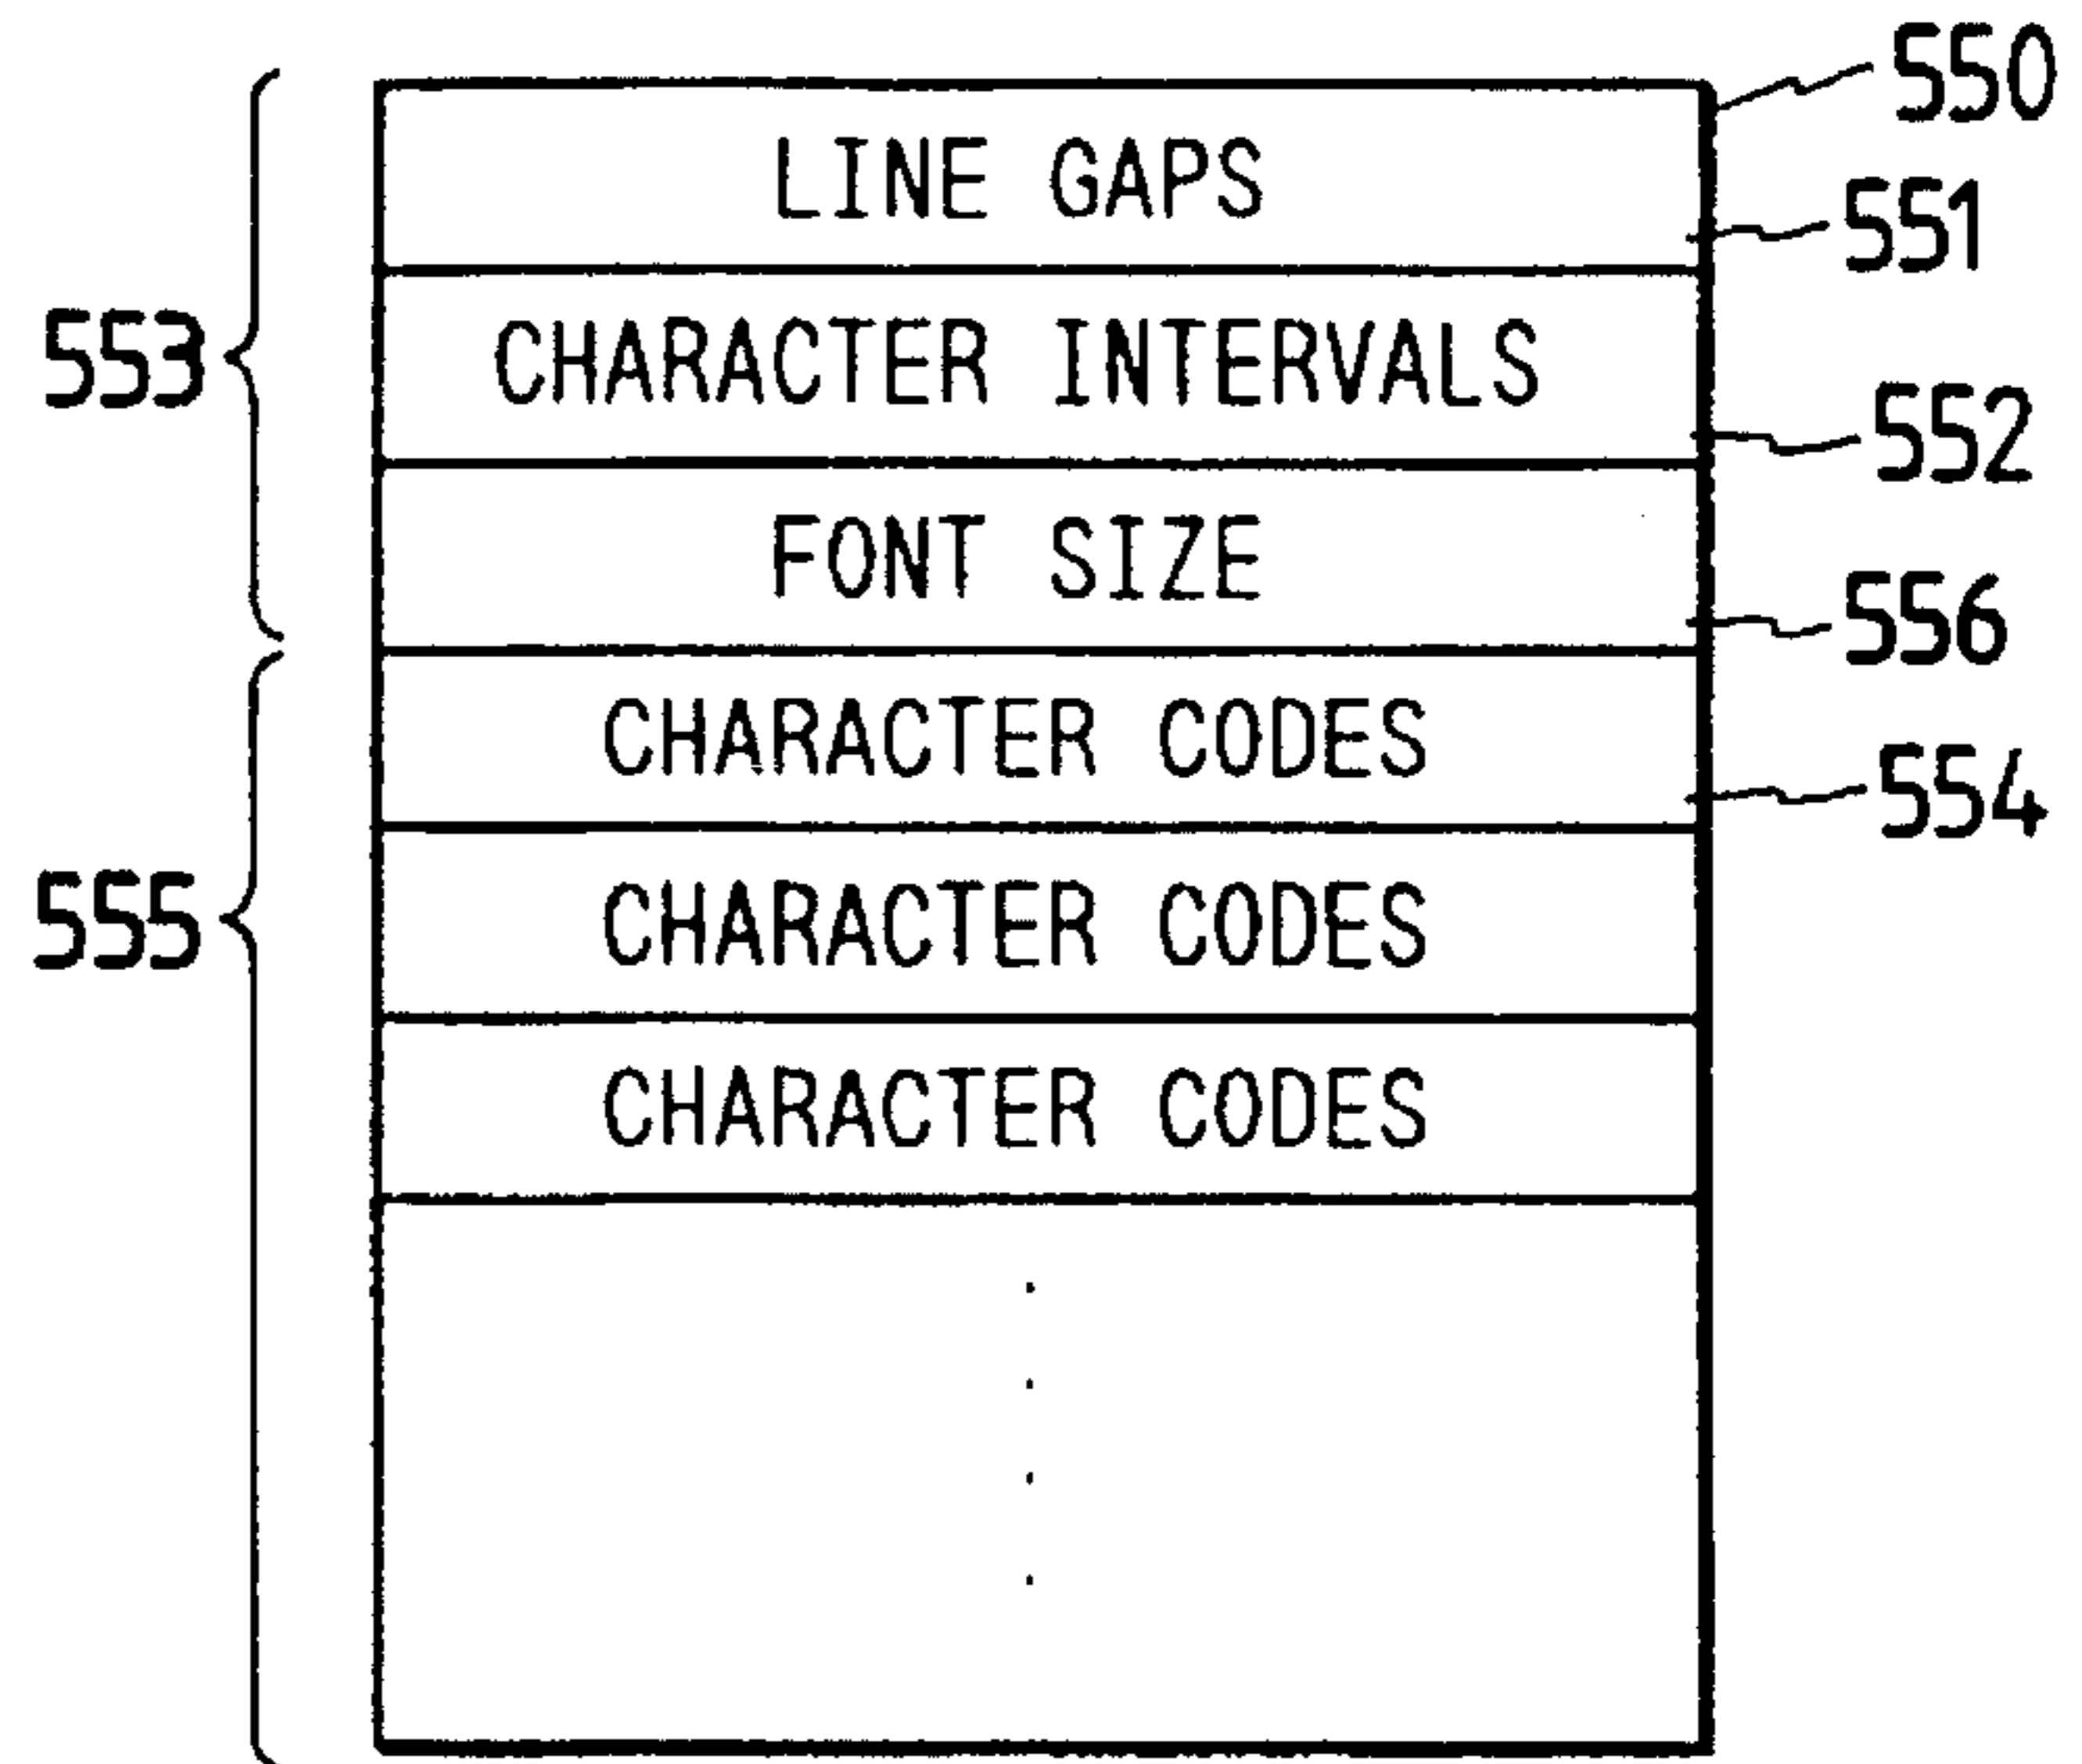 550
LINE GAPS
551
553
CHARACTER INTERVALS
552
FONT SIZE
556
CHARACTER CODES
554
555
CHARACTER CODES
CHARACTER CODES